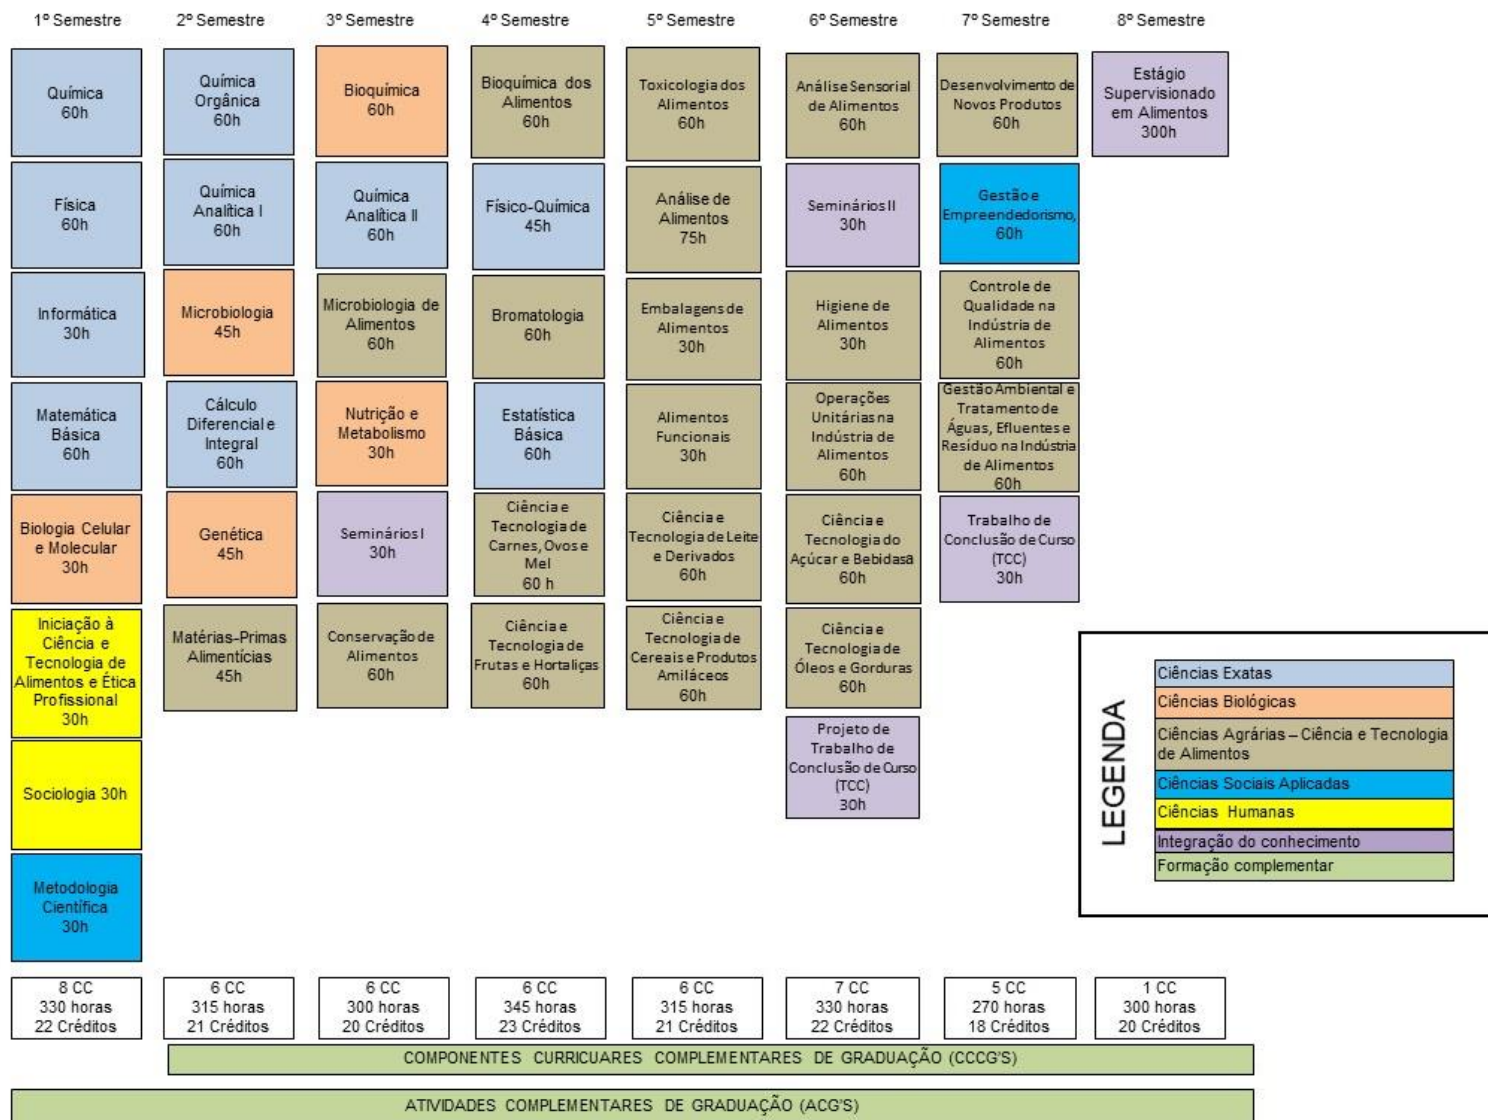 1º Semestre
2º Semestre
3º Semestre
4º Semestre
5º Semestre
6º Semestre
7º Semestre
8º Semestre
Química
60h
Física
60h
Informática
30h
Matemática
Básica
60h
Biologia Celular
e Molecular
30h
Iniciação à
Ciência e
Tecnologia de
Alimentos e Ética
Profissional
30h
Sociologia 30h
Metodologia
Científica
30h
Química
Orgânica
60h
Química
Analítica I
60h
Microbiologia
45h
Cálculo
Diferencial e
Integral
60h
Genética
45h
Matérias-Primas
Alimentícias
45h
Bioquímica
60h
Química
Analítica II
60h
Microbiologia de
Alimentos
60h
Nutrição e
Metabolismo
30h
Seminários I
30h
Conservação de
Alimentos
60h
Bioquímica dos
Alimentos
60h
Físico-Química
45h
Bromatologia
60h
Estatística
Básica
60h
Ciência e
Tecnologia de
Carnes, Ovos e
Mel
60 h
Ciência e
Tecnologia de
Frutas e Hortaliças
60h
Toxicologia dos
Alimentos
60h
Análise de
Alimentos
75h
Embalagens de
Alimentos
30h
Alimentos
Funcionais
30h
Ciência e
Tecnologia de Leite
e Derivados
60h
Ciência e
Tecnologia de
Cereais e Produtos
Amiláceos
60h
Análise Sensorial
de Alimentos
60h
Seminários II
30h
Higiene de
Alimentos
30h
Operações
Unitárias na
Indústria de
Alimentos
60h
Ciência e
Tecnologia do
Açúcar e Bebidasa
60h
Ciência e
Tecnologia de
Óleos e Gorduras
60h
Projeto de
Trabalho de
Conclusão de Curso
(TCC)
30h
Desenvolvimento de
Novos Produtos
60h
Gestão e
Empreendedorismo,
60h
Controle de
Qualidade na
Indústria de
Alimentos
60h
Gestão Ambiental e
Tratamento de
Águas, Efluentes e
Resíduo na Indústria
de Alimentos
60h
Trabalho de
Conclusão de Curso
(TCC)
30h
Estágio
Supervisionado
em Alimentos
300h
LEGENDA
Ciências Exatas
Ciências Biológicas
Ciências Agrárias – Ciência e Tecnologia
de Alimentos
Ciências Sociais Aplicadas
Ciências Humanas
Integração do conhecimento
Formação complementar
8 CC
330 horas
22 Créditos
6 CC
315 horas
21 Créditos
6 CC
300 horas
20 Créditos
6 CC
345 horas
23 Créditos
6 CC
315 horas
21 Créditos
7 CC
330 horas
22 Créditos
5 CC
270 horas
18 Créditos
1 CC
300 horas
20 Créditos
COMPONENTES CURRICUARES COMPLEMENTARES DE GRADUAÇÃO (CCCG'S)
ATIVIDADES COMPLEMENTARES DE GRADUAÇÃO (ACG'S)